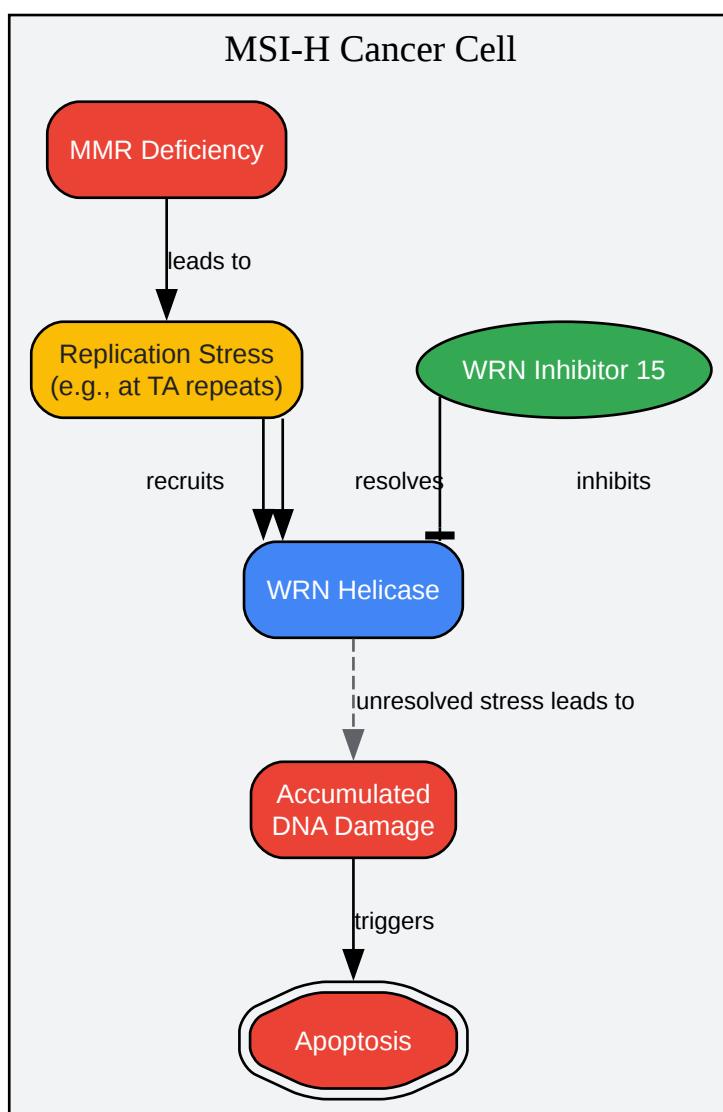 MSI-H Cancer Cell
MMR Deficiency
leads to
Replication Stress
(e.g., at TA repeats)
WRN Inhibitor 15
recruits
resolves
inhibits
WRN Helicase
unresolved stress leads to
Accumulated
DNA Damage
triggers
Apoptosis